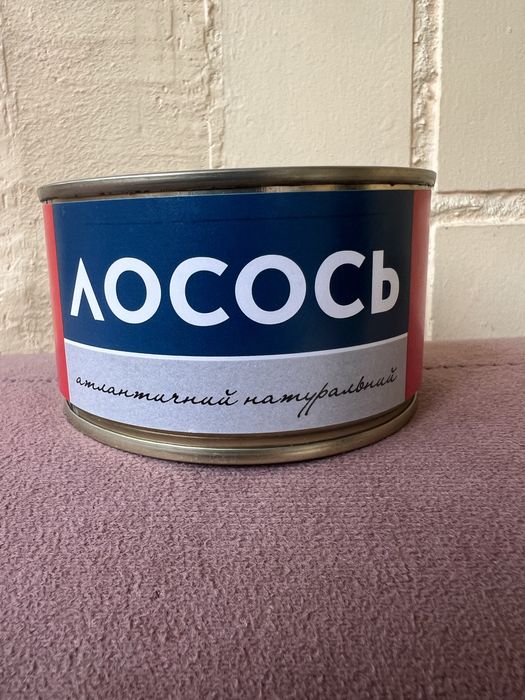 ЛОСОСЬ
атлантичний натуральний